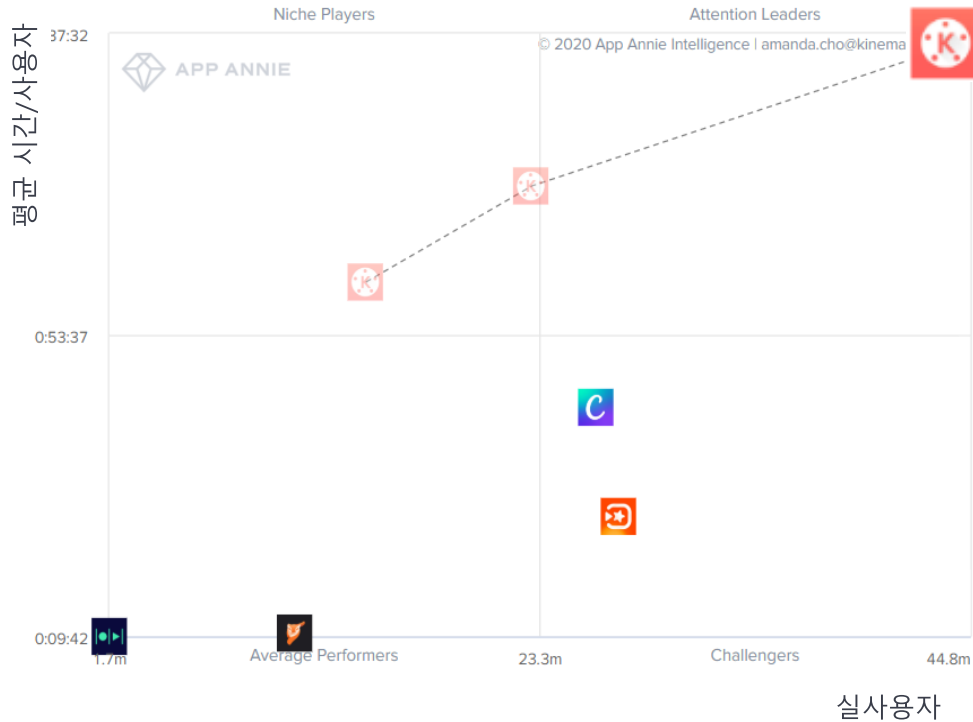 Niche Players
Attention Leaders
평균 시간/사용자
37:32
© 2020 App Annie Intelligence | amanda.cho@kinema
APP ANNIE
K
K
K
0:53:37
C
0:09:42
1.7m
Average Performers
23.3m
Challengers
44.8m
실사용자